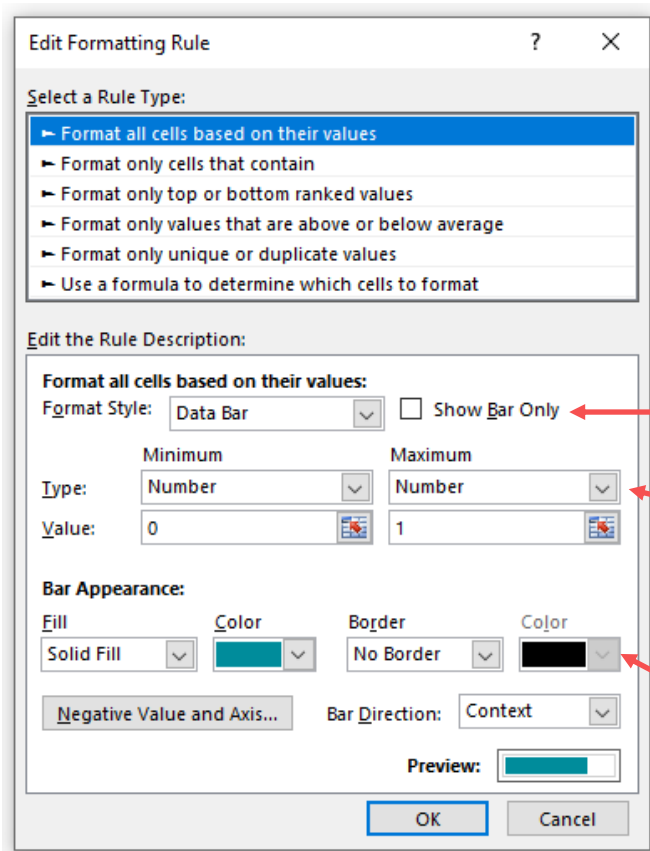 Edit Formatting Rule ? ×
Select a Rule Type:
► Format all cells based on their values
► Format only cells that contain
► Format only top or bottom ranked values
► Format only values that are above or below average
► Format only unique or duplicate values
► Use a formula to determine which cells to format
Edit the Rule Description:
Format all cells based on their values:
Format Style: Data Bar Show Bar Only
Minimum Maximum
Type: Number Number
Value: 0 1
Bar Appearance:
Fill Color Border Color
Solid Fill No Border
Negative Value and Axis... Bar Direction: Context
Preview:
OK Cancel